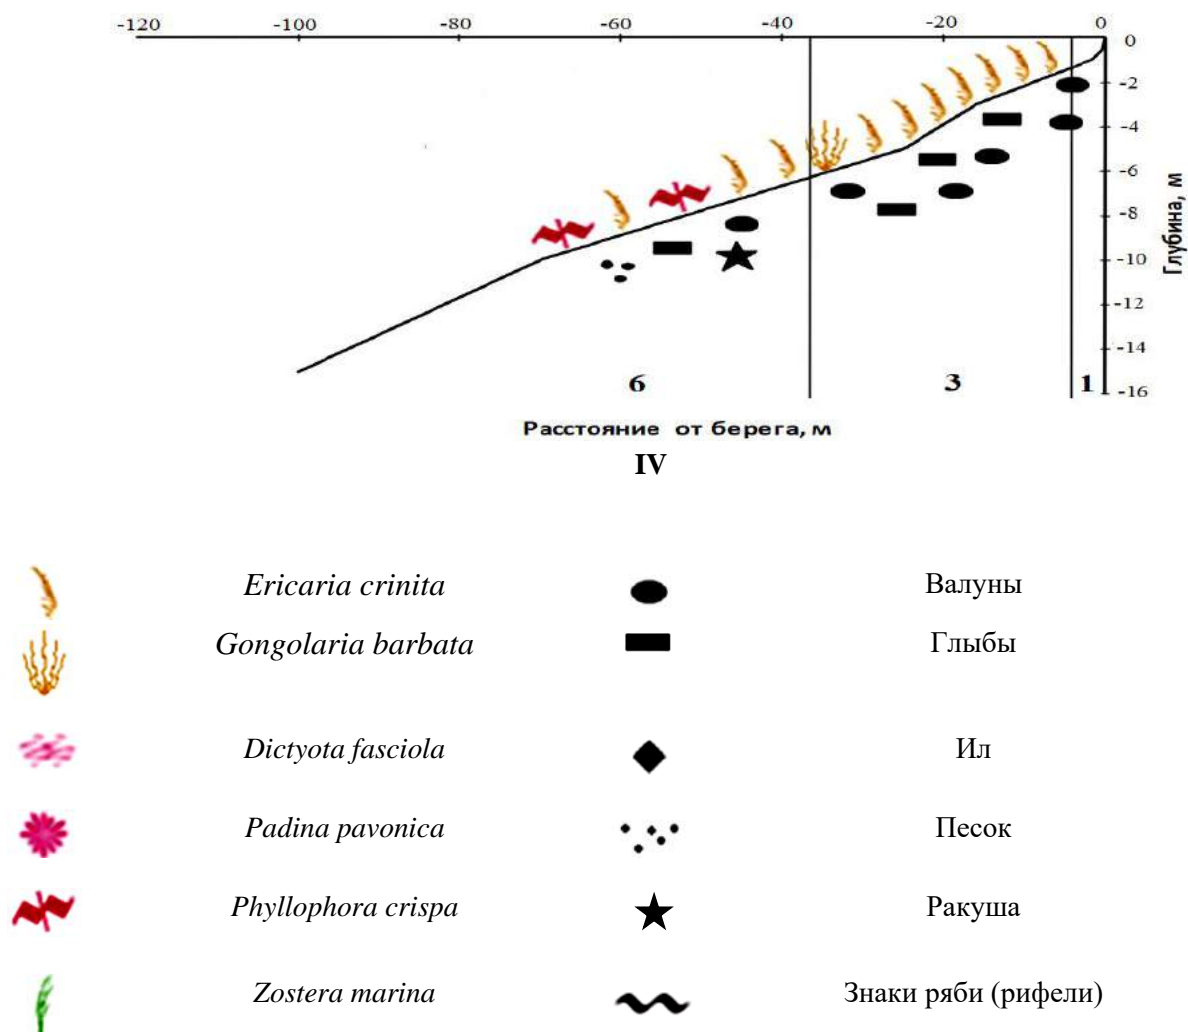 -120 -100 -80 -60 -40 -20 0
0
-2
-4
-6
-8
-10
-12
-14
-16
Глубина, м
6 3 1
Расстояние от берега, м
IV
Ericaria crinita Валуны
Gongolaria barbata Глыбы
Dictyota fasciola Ил
Padina pavonica Песок
Phyllophora crispa Ракуша
Zostera marina Знаки ряби (рифели)